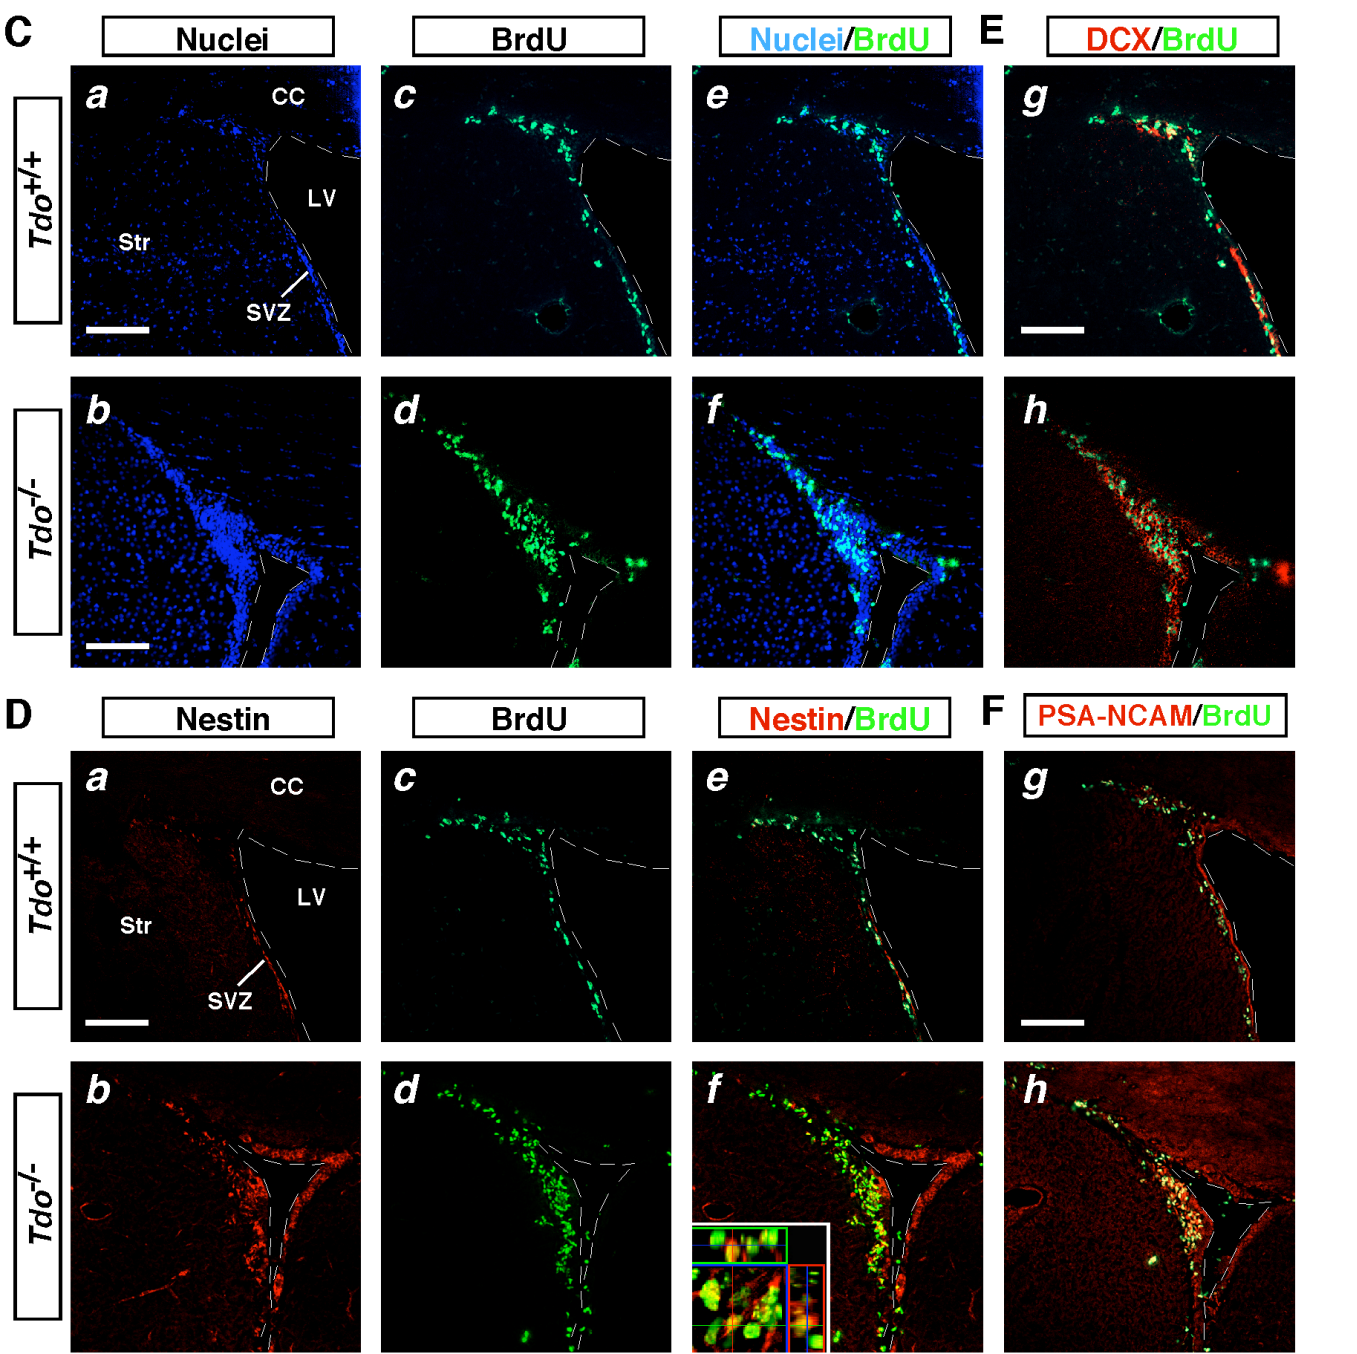 C
Nuclei
BrdU
Nuclei/BrdU
E
DCX/BrdU
Tdo+/+
a
CC
LV
Str
SVZ
c
e
g
Tdo-/-
b
d
f
h
D
Nestin
BrdU
Nestin/BrdU
F
PSA-NCAM/BrdU
Tdo+/+
a
CC
LV
Str
SVZ
c
e
g
Tdo-/-
b
d
f
h